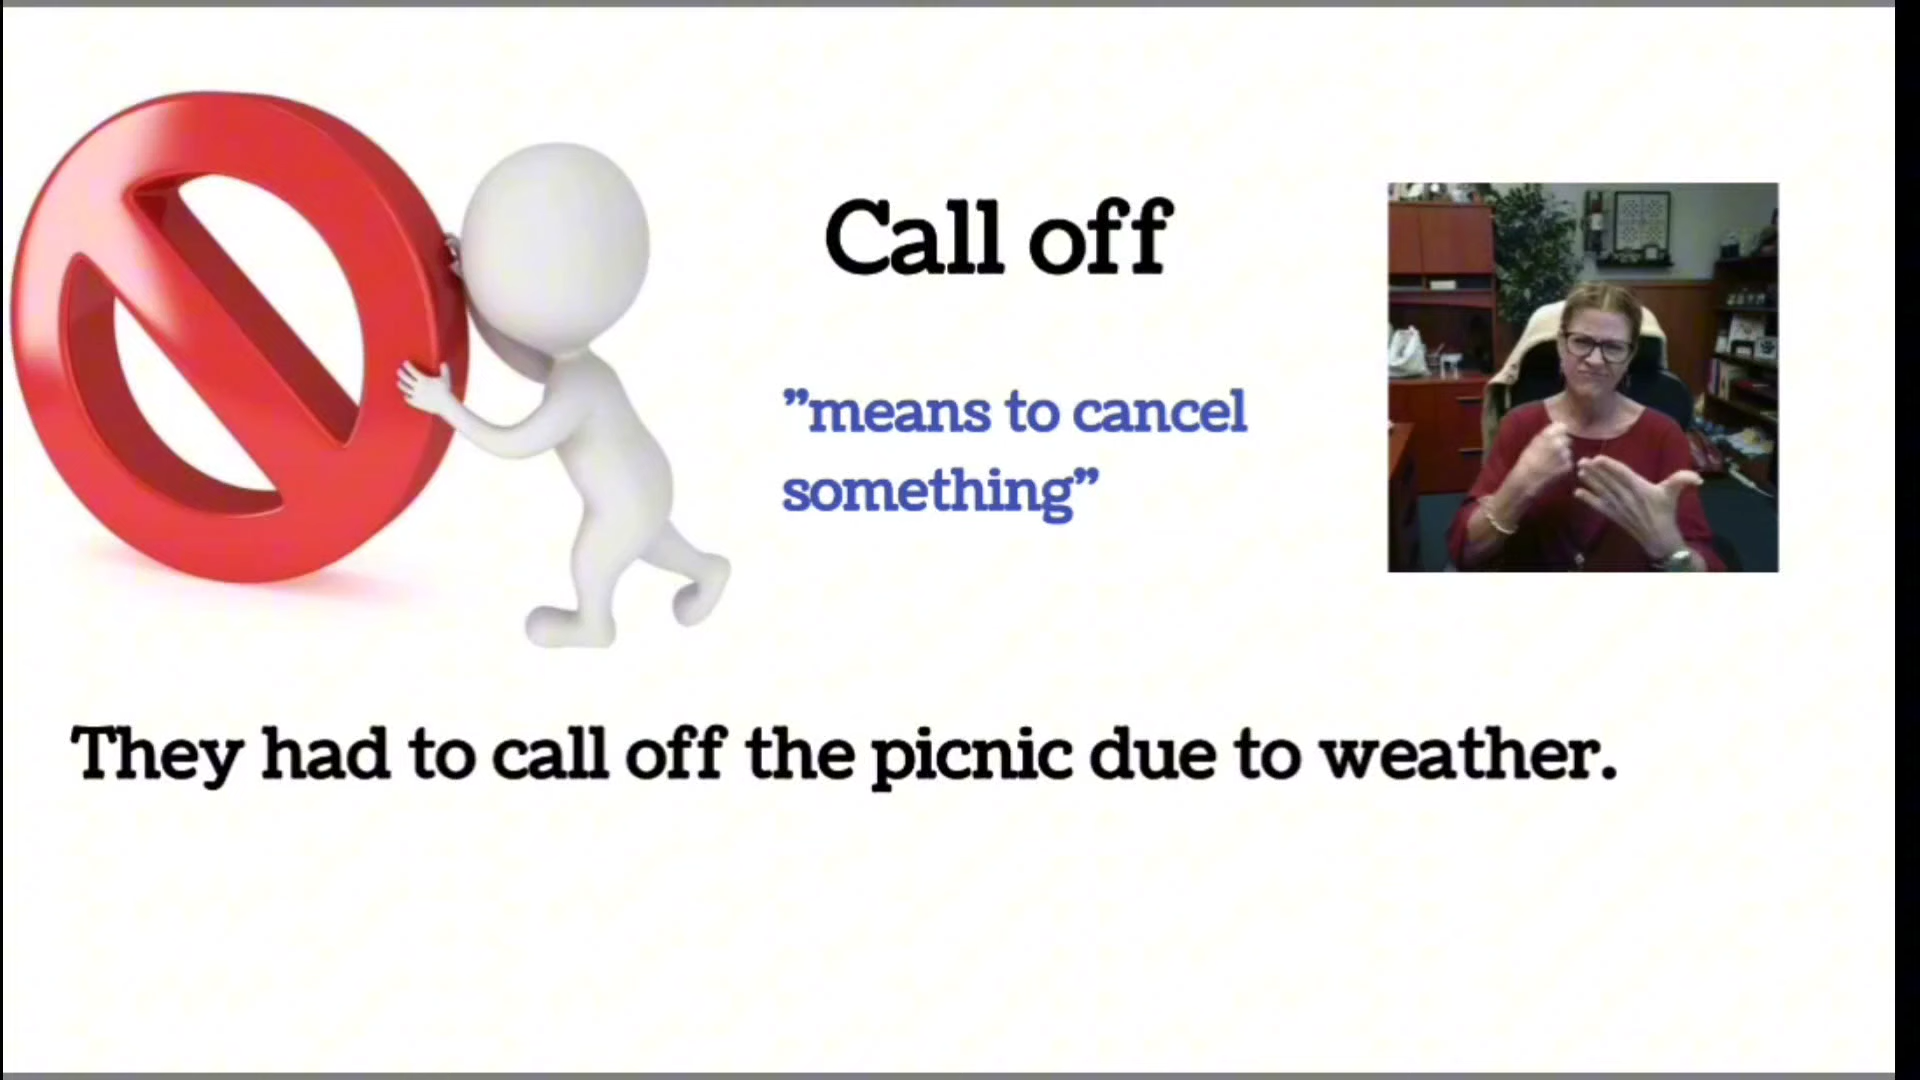 Call off
”means to cancel
something”
They had to call off the picnic due to weather.